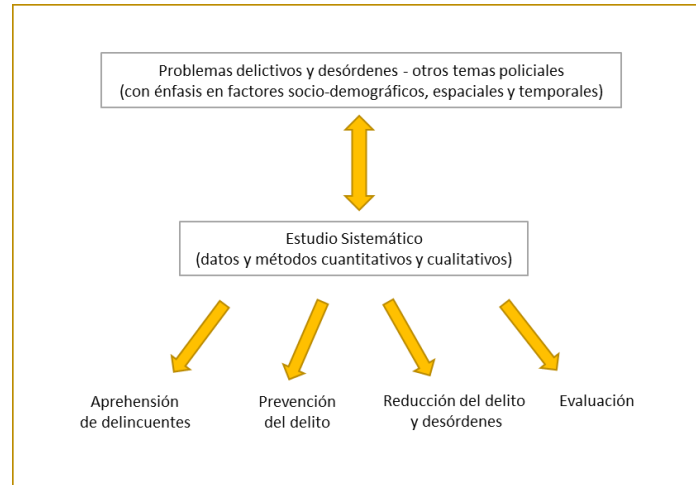 Problemas delictivos y desórdenes - otros temas policiales
(con énfasis en factores socio-demográficos, espaciales y temporales)
Estudio Sistemático
(datos y métodos cuantitativos y cualitativos)
Aprehensión
de delincuentes
Prevención
del delito
Reducción del delito
y desórdenes
Evaluación